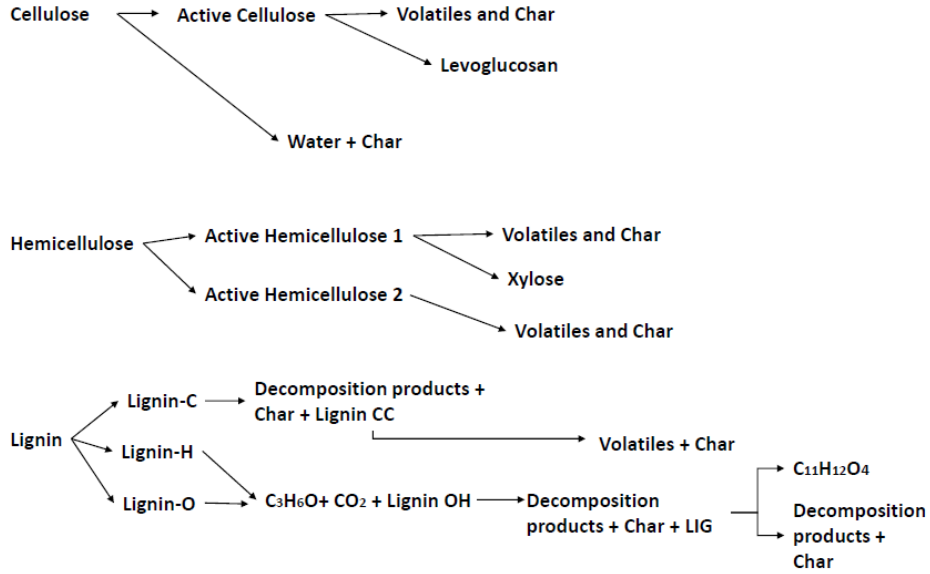 Cellulose
Active Cellulose
Volatiles and Char
Levoglucosan
Water + Char
Hemicellulose
Active Hemicellulose 1
Volatiles and Char
Xylose
Active Hemicellulose 2
Volatiles and Char
Lignin
Lignin-C
Decomposition products +
Char + Lignin CC
Volatiles + Char
Lignin-H
Lignin-O
C₃H₆O+ CO₂ + Lignin OH
Decomposition
products + Char + LIG
C₁₁H₁₂O₄
Decomposition
products +
Char